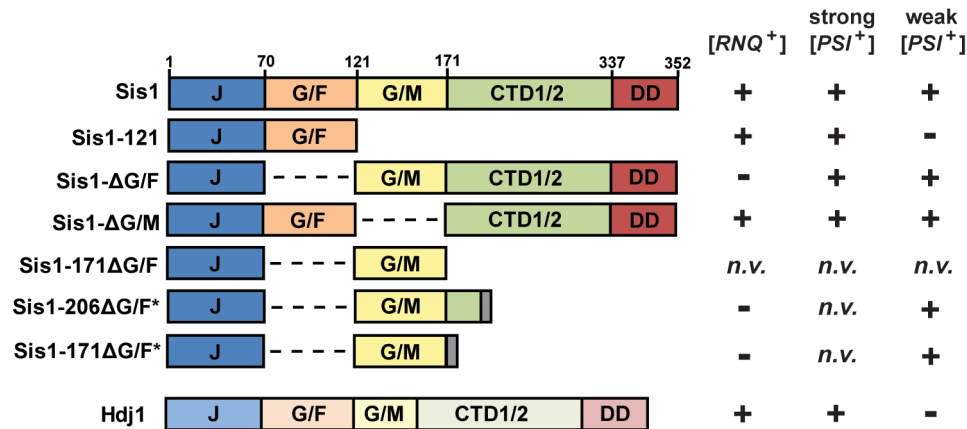 strong weak
[RNQ+] [PSI+] [PSI+]
1 70 121 171 337 352
Sis1 J G/F G/M CTD1/2 DD + + +
Sis1-121 J G/F + + -
Sis1-ΔG/F J G/M CTD1/2 DD - + +
Sis1-ΔG/M J G/F CTD1/2 DD + + +
Sis1-171ΔG/F J G/M n.v. n.v. n.v.
Sis1-206ΔG/F* J G/M - n.v. +
Sis1-171ΔG/F* J G/M - n.v. +
Hdj1 J G/F G/M CTD1/2 DD + + -